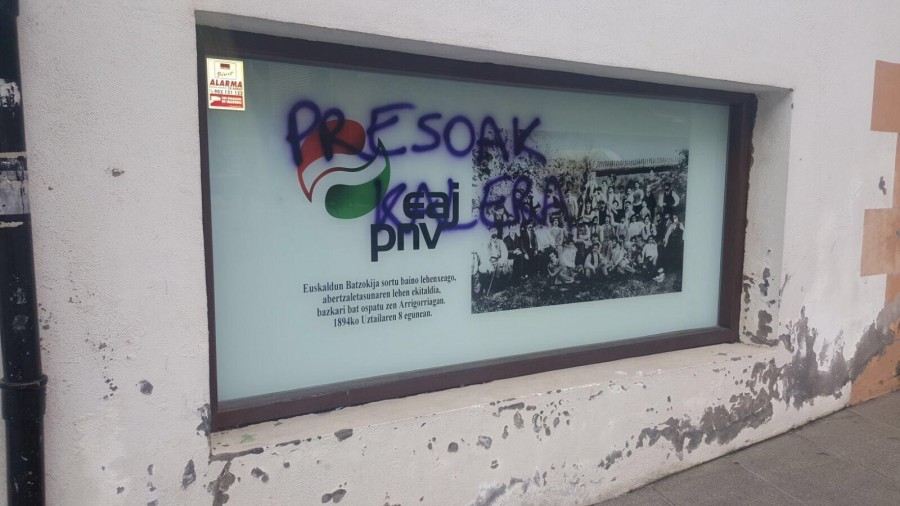 ALARMA
PRESOAK
KALERA
eaj
pnv
Euskaldun Batzokija sortu baino lehenxeago,
abertzaletasunaren lehen ekitaldia,
bazkari bat ospatu zen Arrigorriagan.
1894ko Uztailaren 8 egunean.